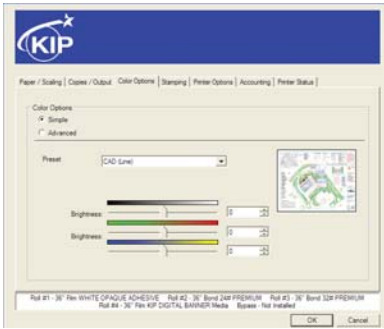 KIP
Paper / Scaling Copies / Output Color Options Stamping Printer Options Accounting Printer Status
Color Options
Simple
Advanced
Preset CAD (Line)
Brightness 0
0
Brightness 0
Roll #1 - 36" Film WHITE OPAQUE ADHESIVE Roll #2 - 36" Bond 24# PREMIUM Roll #3 - 36" Bond 32# PREMIUM
Roll #4 - 36" Film KIP DIGITAL BANNER Media Bypass - Not Installed
OK Cancel